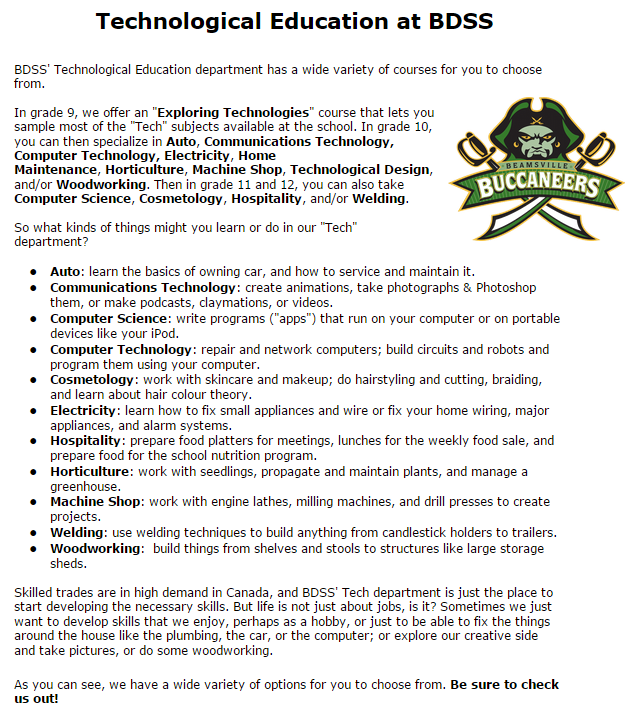 Technological Education at BDSS
BDSS' Technological Education department has a wide variety of courses for you to choose
from.
In grade 9, we offer an "Exploring Technologies" course that lets you
sample most of the "Tech" subjects available at the school. In grade 10,
you can then specialize in Auto, Communications Technology,
Computer Technology, Electricity, Home
Maintenance, Horticulture, Machine Shop, Technological Design,
and/or Woodworking. Then in grade 11 and 12, you can also take
Computer Science, Cosmetology, Hospitality, and/or Welding.
BEAMSVILLE
BUCCANEERS
So what kinds of things might you learn or do in our "Tech"
department?
● Auto: learn the basics of owning car, and how to service and maintain it.
● Communications Technology: create animations, take photographs & Photoshop
them, or make podcasts, claymations, or videos.
● Computer Science: write programs ("apps") that run on your computer or on portable
devices like your iPod.
● Computer Technology: repair and network computers; build circuits and robots and
program them using your computer.
● Cosmetology: work with skincare and makeup; do hairstyling and cutting, braiding,
and learn about hair colour theory.
● Electricity: learn how to fix small appliances and wire or fix your home wiring, major
appliances, and alarm systems.
● Hospitality: prepare food platters for meetings, lunches for the weekly food sale, and
prepare food for the school nutrition program.
● Horticulture: work with seedlings, propagate and maintain plants, and manage a
greenhouse.
● Machine Shop: work with engine lathes, milling machines, and drill presses to create
projects.
● Welding: use welding techniques to build anything from candlestick holders to trailers.
● Woodworking:  build things from shelves and stools to structures like large storage
sheds.
Skilled trades are in high demand in Canada, and BDSS' Tech department is just the place to
start developing the necessary skills. But life is not just about jobs, is it? Sometimes we just
want to develop skills that we enjoy, perhaps as a hobby, or just to be able to fix the things
around the house like the plumbing, the car, or the computer; or explore our creative side
and take pictures, or do some woodworking.
As you can see, we have a wide variety of options for you to choose from. Be sure to check
us out!